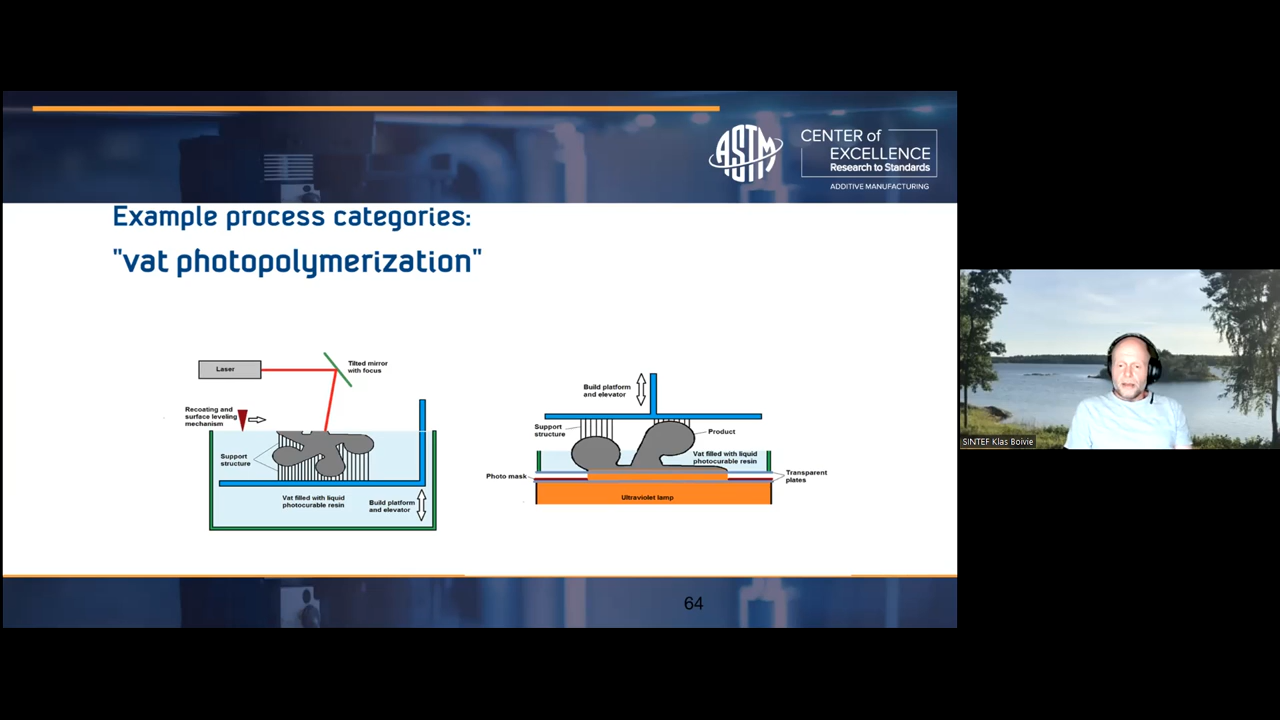 ASTM
CENTER of
EXCELLENCE
Research to Standards
ADDITIVE MANUFACTURING
Example process categories:
"vat photopolymerization"
Laser
Tilted mirror
with focus
Recoating and
surface leveling
mechanism
Support
structure
Vat filled with liquid
photocurable resin
Build platform
and elevator
Build platform
and elevator
Support
structure
Product
Vat filled with liquid
photocurable resin
Photo mask
Transparent
plates
Ultraviolet lamp
64
SINTEF Klas Boivie